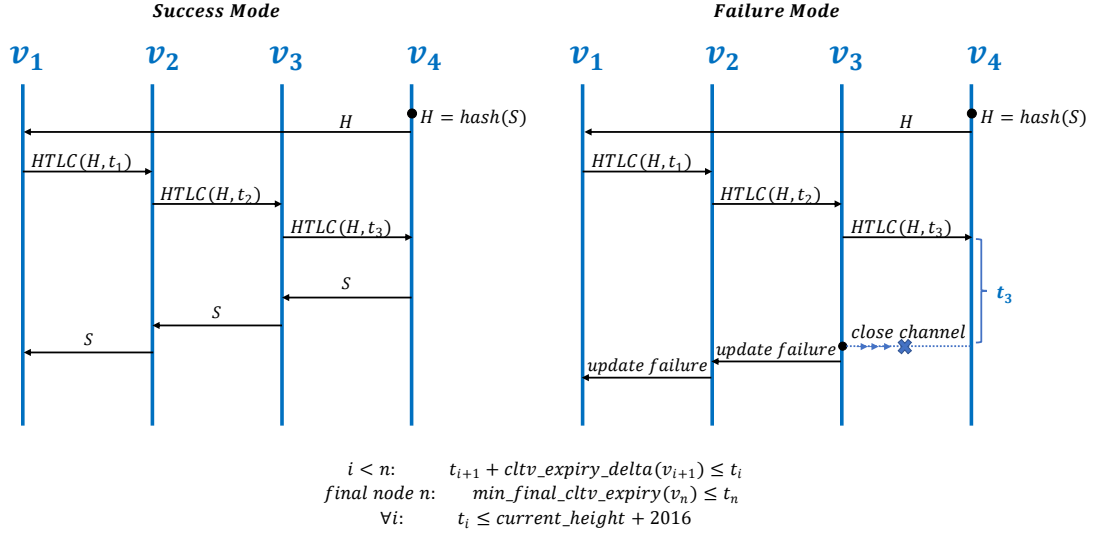 Success Mode
v₁ v₂ v₃ v₄
H = hash(S)
H
HTLC(H, t₁)
HTLC(H, t₂)
HTLC(H, t₃)
S
S
S
Failure Mode
v₁ v₂ v₃ v₄
H = hash(S)
H
HTLC(H, t₁)
HTLC(H, t₂)
HTLC(H, t₃)
t₃
close channel
update failure
update failure
i < n: tᵢ₊₁ + cltv_expiry_delta(vᵢ₊₁) ≤ tᵢ
final node n: min_final_cltv_expiry(vₙ) ≤ tₙ
∀i: tᵢ ≤ current_height + 2016